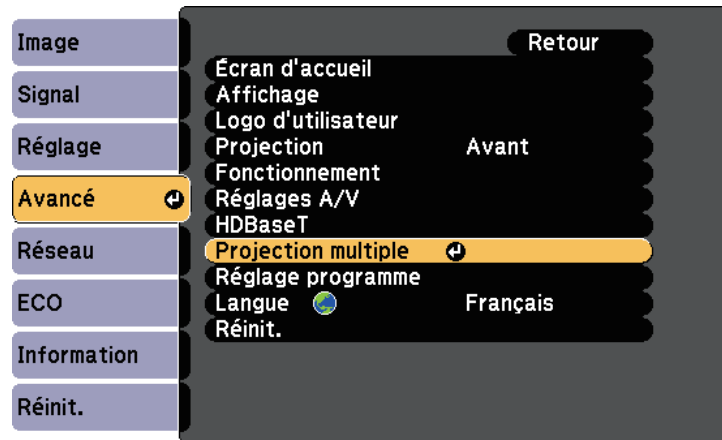 Image
Signal
Réglage
Avancé
Réseau
ECO
Information
Réinit.
Retour
Écran d'accueil
Affichage
Logo d'utilisateur
Projection Avant
Fonctionnement
Réglages A/V
HDBaseT
Projection multiple
Réglage programme
Langue Français
Réinit.